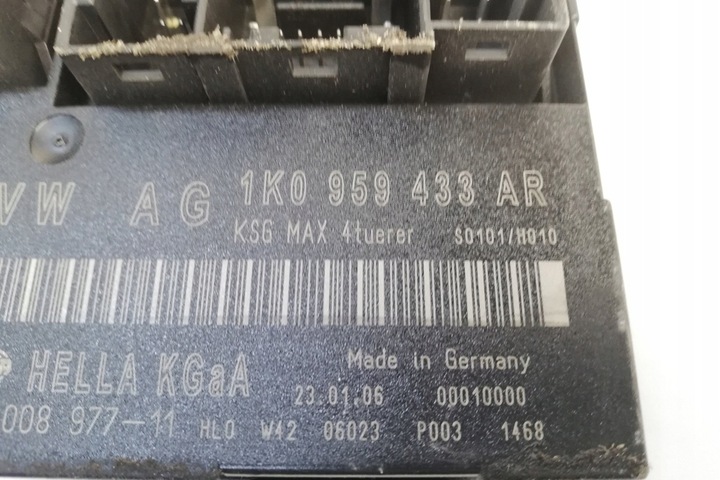 VW AG 1K0 959 433 AR
KSG MAX 4tuerer S0101/H010
HELLA KGaA Made in Germany
23.01.06 00010000
008 977-11 HLO W42 06023 P003 1468